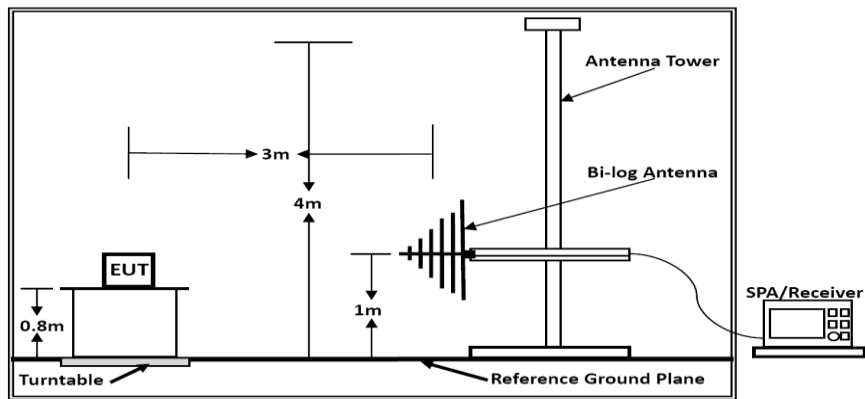 Antenna Tower
3m
Bi-log Antenna
4m
EUT
SPA/Receiver
1m
0.8m
Turntable
Reference Ground Plane